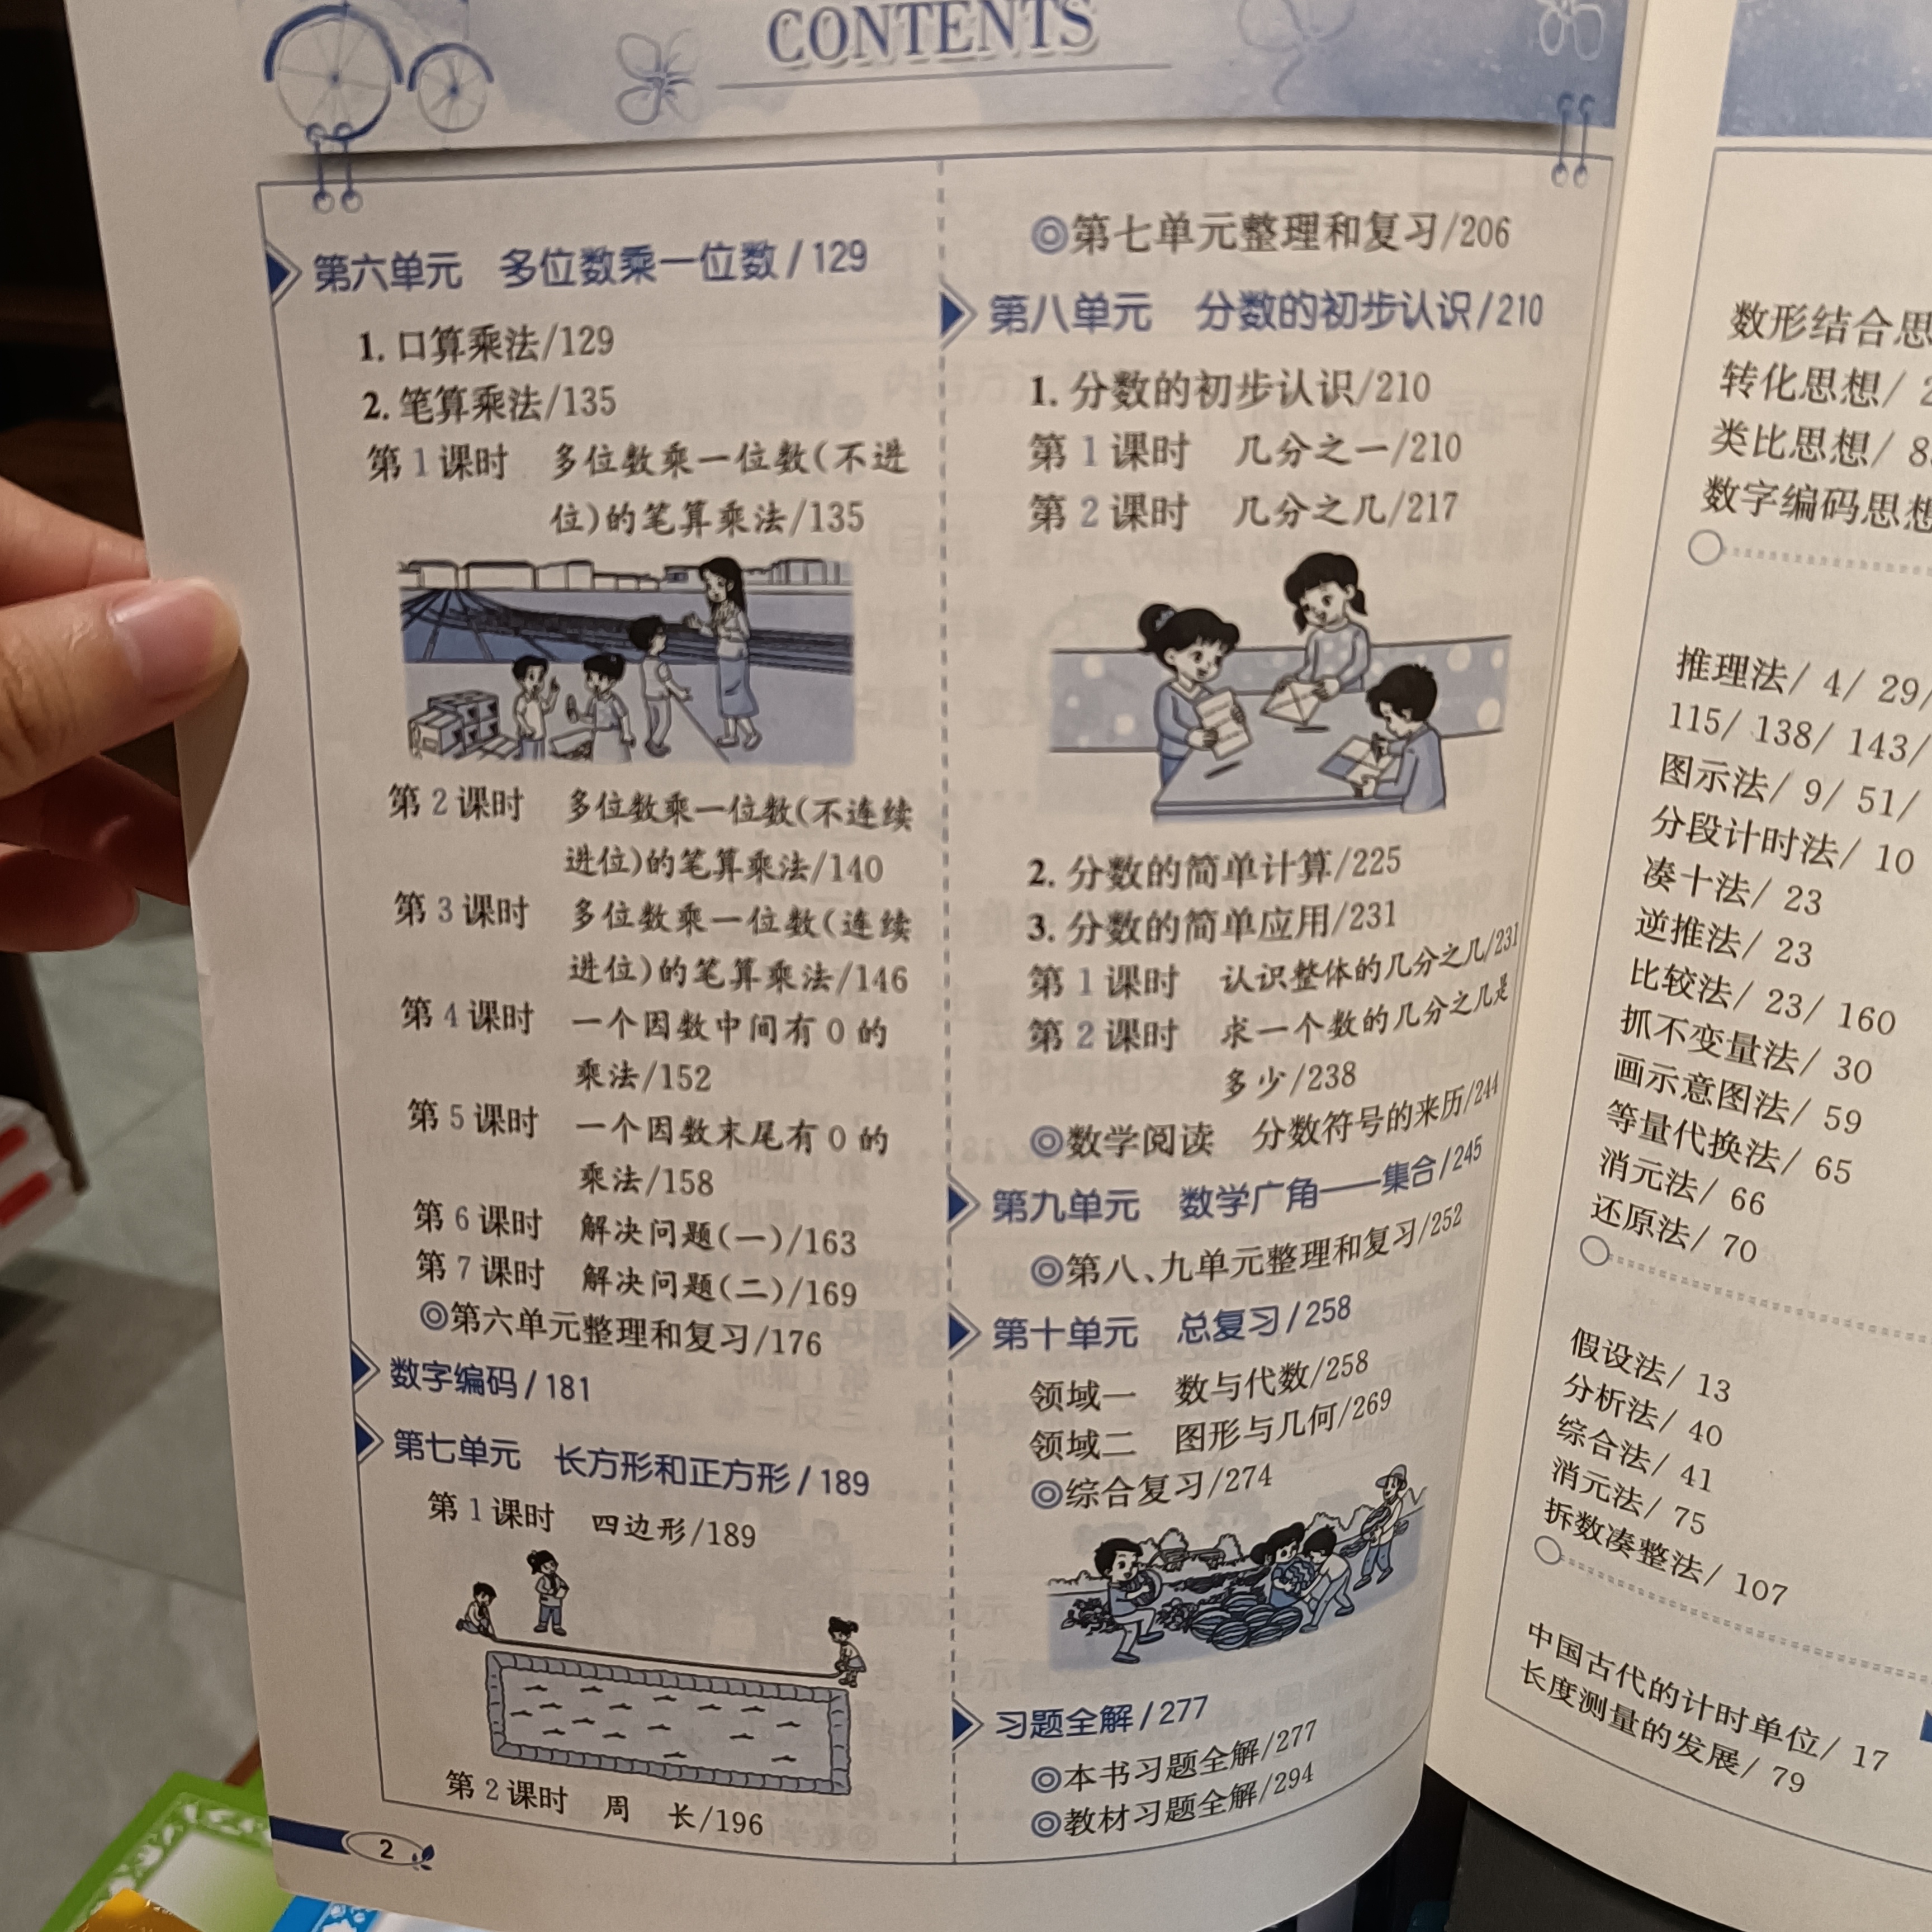 CONTENTS
第六单元 多位数乘一位数/129
1. 口算乘法/129
2. 笔算乘法/135
第1课时 多位数乘一位数(不进
位)的笔算乘法/135
第2课时 多位数乘一位数(不连续
进位)的笔算乘法/140
第3课时 多位数乘一位数(连续
进位)的笔算乘法/146
第4课时 一个因数中间有0的
乘法/152
第5课时 一个因数末尾有0的
乘法/158
第6课时 解决问题(一)/163
第7课时 解决问题(二)/169
◎第六单元整理和复习/176
数字编码/181
第七单元 长方形和正方形/189
第1课时 四边形/189
第2课时 周 长/196
2
◎第七单元整理和复习/206
第八单元 分数的初步认识/210
1. 分数的初步认识/210
第1课时 几分之一/210
第2课时 几分之几/217
2. 分数的简单计算/225
3. 分数的简单应用/231
第1课时 认识整体的几分之几/231
第2课时 求一个数的几分之几是
多少/238
◎数学阅读 分数符号的来历/244
第九单元 数学广角——集合/245
◎第八、九单元整理和复习/252
第十单元 总复习/258
领域一 数与代数/258
领域二 图形与几何/269
◎综合复习/274
习题全解/277
◎本书习题全解/277
◎教材习题全解/294
数形结合思
转化思想/ 2
类比思想/ 8
数字编码思想
推理法/ 4/ 29/
115/ 138/ 143/
图示法/ 9/ 51/
分段计时法/ 10
凑十法/ 23
逆推法/ 23
比较法/ 23/ 160
抓不变量法/ 30
画示意图法/ 59
等量代换法/ 65
消元法/ 66
还原法/ 70
假设法/ 13
分析法/ 40
综合法/ 41
消元法/ 75
拆数凑整法/ 107
中国古代的计时单位/ 17
长度测量的发展/ 79